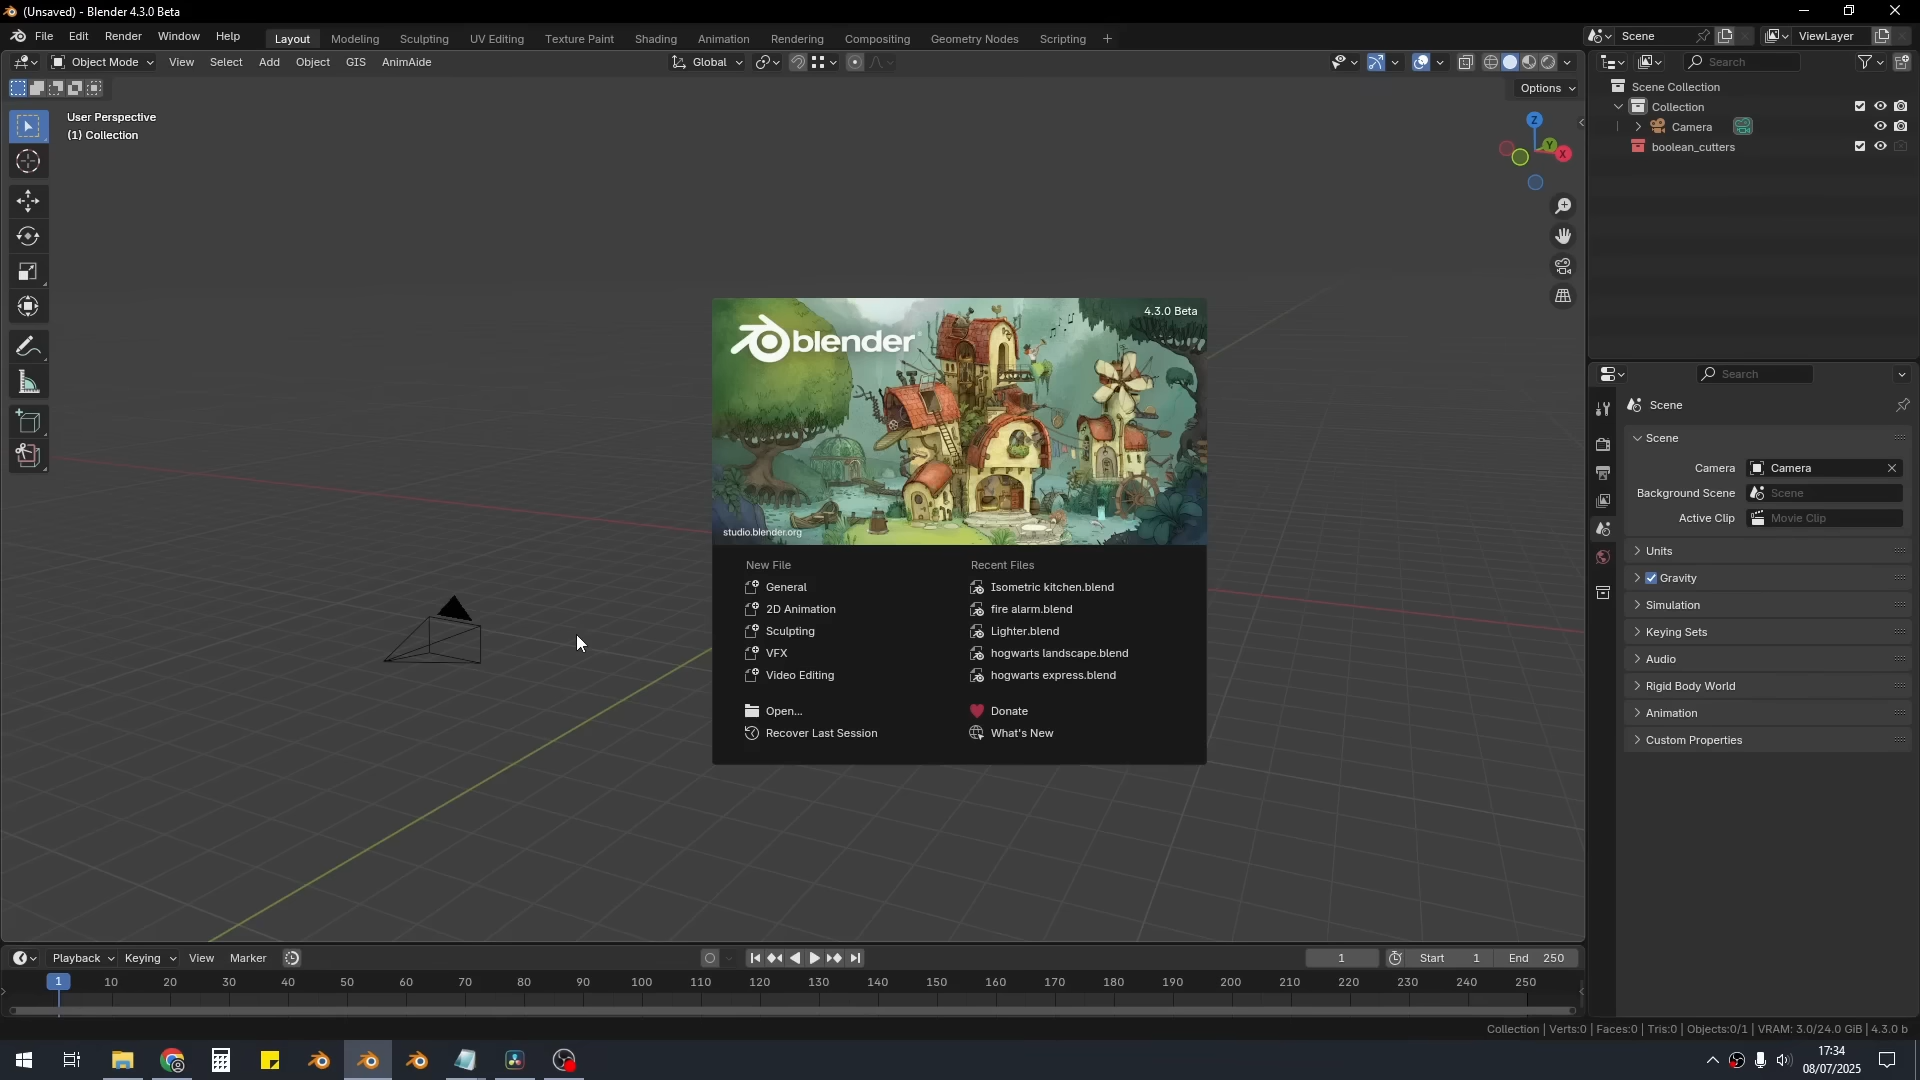 (Unsaved) - Blender 4.3.0 Beta
File Edit Render Window Help
Layout Modeling Sculpting UV Editing Texture Paint Shading Animation Rendering Compositing Geometry Nodes Scripting +
Scene
ViewLayer
Object Mode View Select Add Object GIS AnimAide
Global
Search
Options
User Perspective
(1) Collection
Z
Y
X
Scene Collection
Collection
Camera
boolean_cutters
4.3.0 Beta
blender
studio.blender.org
New File
General
2D Animation
Sculpting
VFX
Video Editing
Open...
Recover Last Session
Recent Files
Isometric kitchen.blend
fire alarm.blend
Lighter.blend
hogwarts landscape.blend
hogwarts express.blend
Donate
What's New
Search
Scene
Scene
Camera Camera
Background Scene Scene
Active Clip Movie Clip
Units
Gravity
Simulation
Keying Sets
Audio
Rigid Body World
Animation
Custom Properties
Playback Keying View Marker
1 Start 1 End 250
1 10 20 30 40 50 60 70 80 90 100 110 120 130 140 150 160 170 180 190 200 210 220 230 240 250
Collection | Verts:0 | Faces:0 | Tris:0 | Objects:0/1 | VRAM: 3.0/24.0 GiB | 4.3.0 b
17:34
08/07/2025